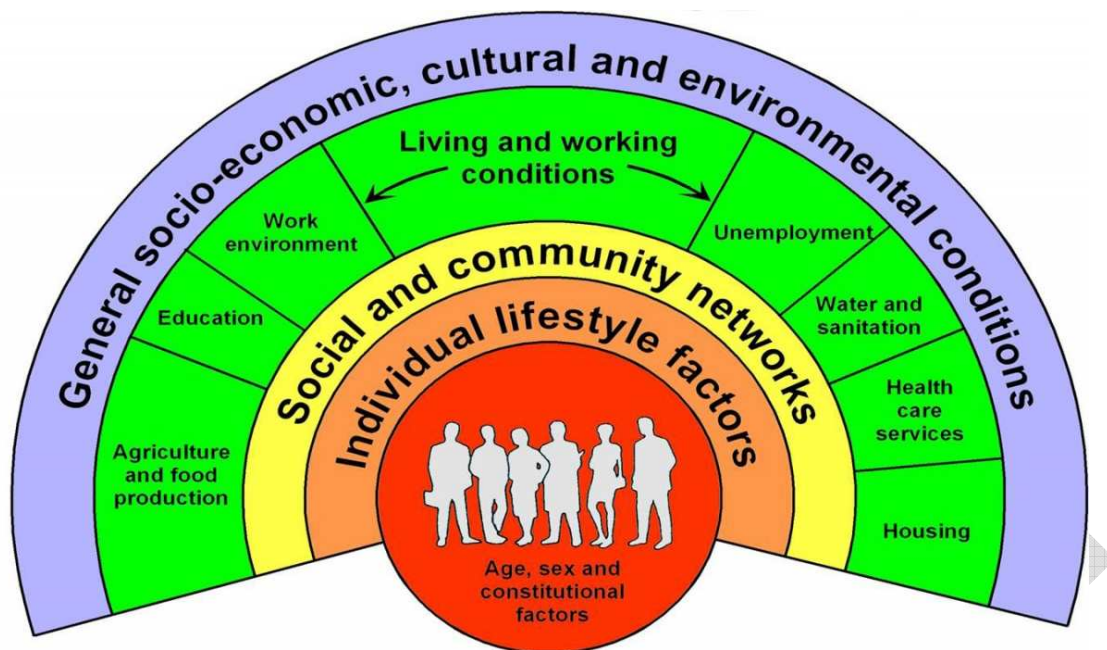 General socio-economic, cultural and environmental conditions
Living and working
conditions
Work
environment
Education
Agriculture
and food
production
Unemployment
Water and
sanitation
Health
care
services
Housing
Social and community networks
Individual lifestyle factors
Age, sex and
constitutional
factors